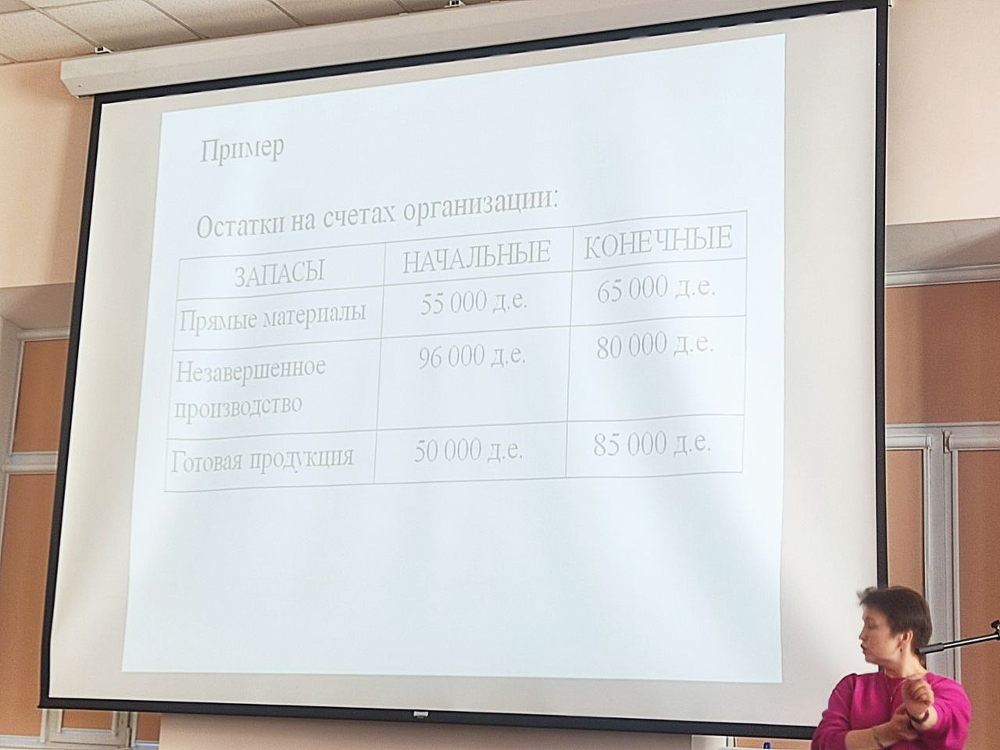 Пример
Остатки на счетах организации:
ЗАПАСЫ НАЧАЛЬНЫЕ КОНЕЧНЫЕ
Прямые материалы 55 000 д.е. 65 000 д.е.
Незавершенное 96 000 д.е. 80 000 д.е.
производство
Готовая продукция 50 000 д.е. 85 000 д.е.